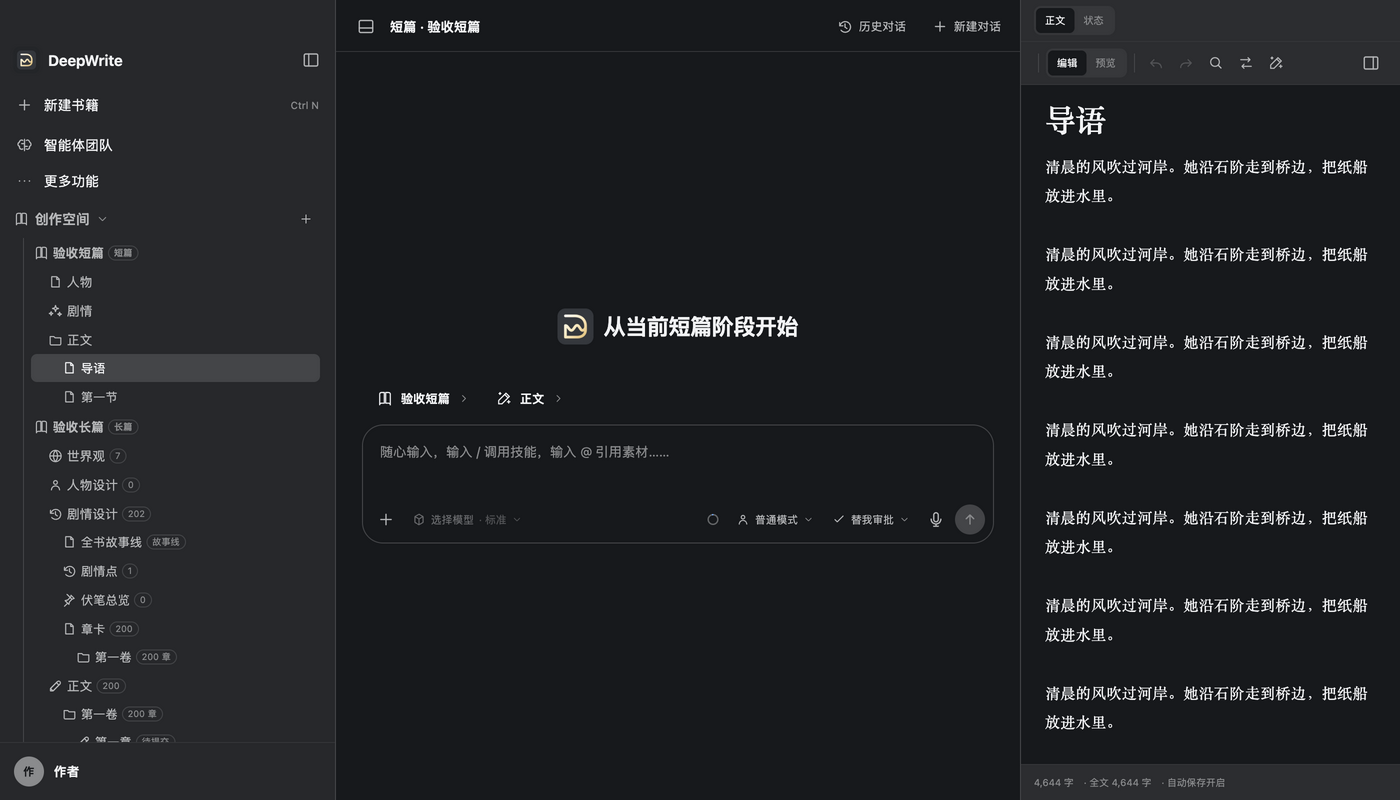 DeepWrite
新建书籍 Ctrl N
智能体团队
更多功能
创作空间
验收短篇 短篇
人物
剧情
正文
导语
第一节
验收长篇 长篇
世界观 7
人物设计 0
剧情设计 202
全书故事线 故事线
剧情点 1
伏笔总览 0
章卡 200
第一卷 200 章
正文 200
第一卷 200 章
第一章 待提交
作 作者
短篇 · 验收短篇 历史对话 新建对话
从当前短篇阶段开始
验收短篇 正文
随心输入，输入 / 调用技能，输入 @ 引用素材……
选择模型 · 标准 普通模式 替我审批
正文 状态
编辑 预览
导语
清晨的风吹过河岸。她沿石阶走到桥边，把纸船
放进水里。
清晨的风吹过河岸。她沿石阶走到桥边，把纸船
放进水里。
清晨的风吹过河岸。她沿石阶走到桥边，把纸船
放进水里。
清晨的风吹过河岸。她沿石阶走到桥边，把纸船
放进水里。
清晨的风吹过河岸。她沿石阶走到桥边，把纸船
放进水里。
清晨的风吹过河岸。她沿石阶走到桥边，把纸船
放进水里。
清晨的风吹过河岸。她沿石阶走到桥边，把纸船
放进水里。
4,644 字 · 全文 4,644 字 · 自动保存开启